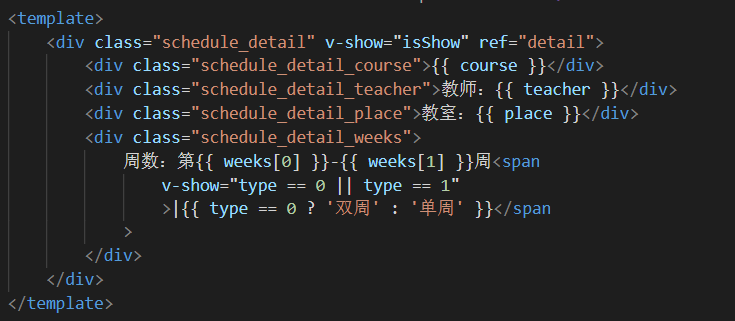 <template>
<div class="schedule_detail" v-show="isShow" ref="detail">
<div class="schedule_detail_course">{{ course }}</div>
<div class="schedule_detail_teacher">教师：{{ teacher }}</div>
<div class="schedule_detail_place">教室：{{ place }}</div>
<div class="schedule_detail_weeks">
周数：第{{ weeks[0] }}-{{ weeks[1] }}周<span
v-show="type == 0 || type == 1"
>|{{ type == 0 ? '双周' : '单周' }}</span
>
</div>
</div>
</template>